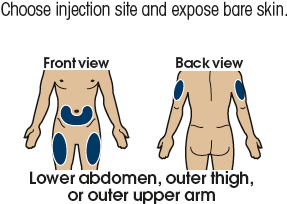 Choose injection site and expose bare skin.
Front view
Back view
Lower abdomen, outer thigh,
or outer upper arm